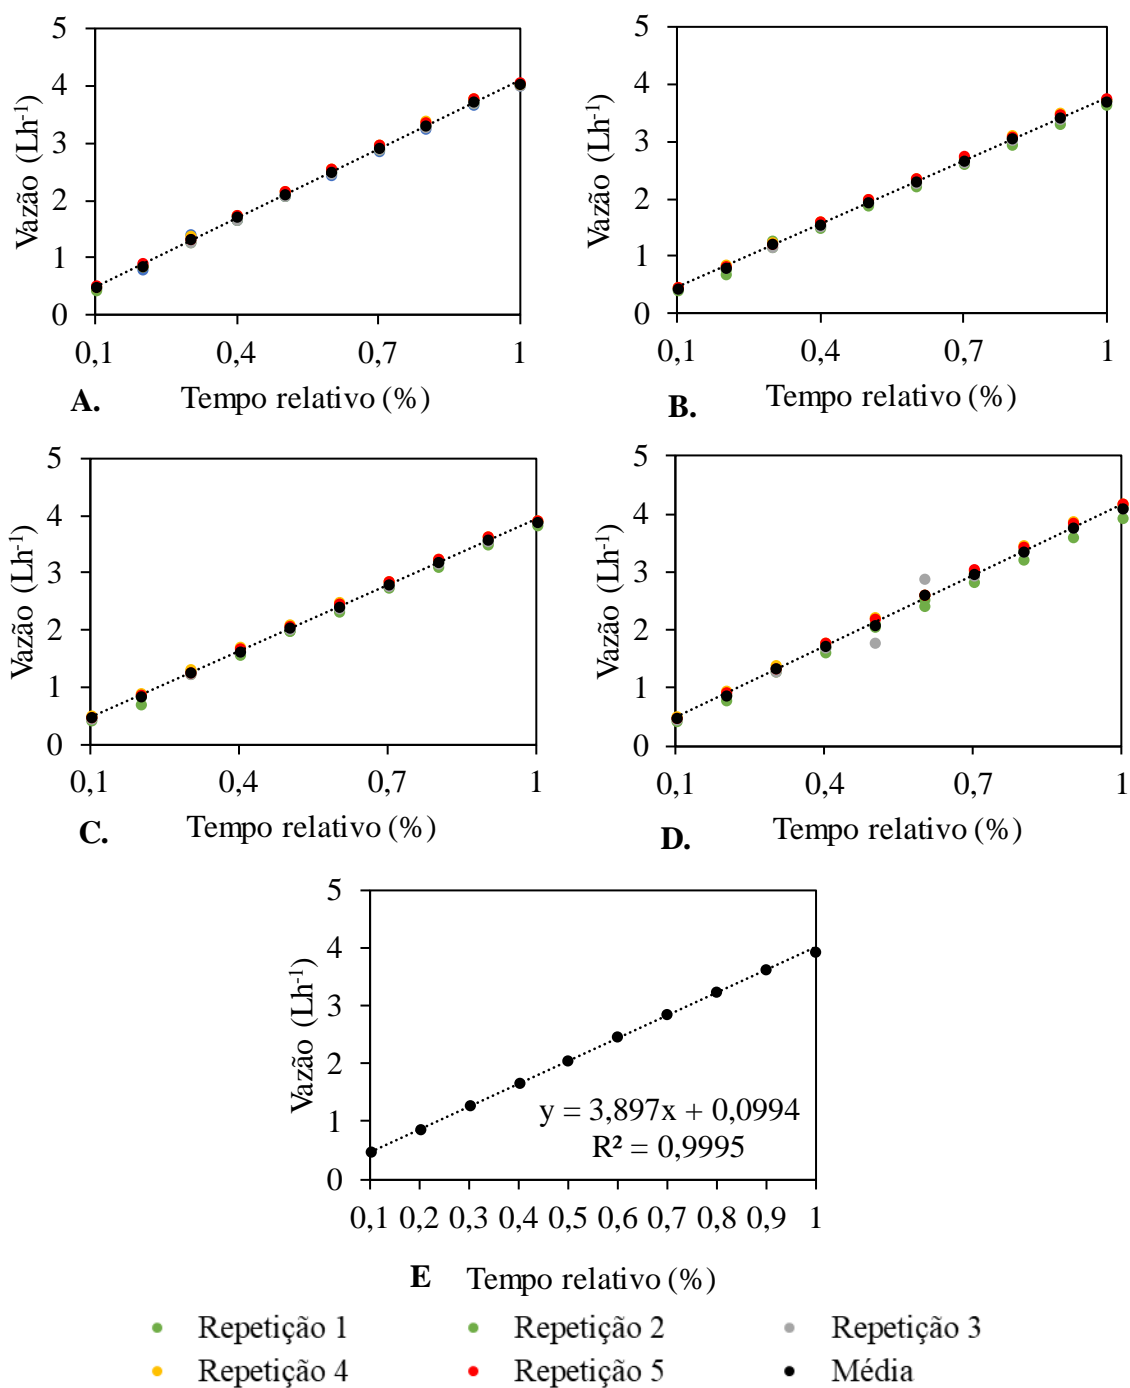 5
4
3
2
1
0
Vazão (Lh⁻¹)
0,1 0,4 0,7 1
A. Tempo relativo (%)
5
4
3
2
1
0
Vazão (Lh⁻¹)
0,1 0,4 0,7 1
B. Tempo relativo (%)
5
4
3
2
1
0
Vazão (Lh⁻¹)
0,1 0,4 0,7 1
C. Tempo relativo (%)
5
4
3
2
1
0
Vazão (Lh⁻¹)
0,1 0,4 0,7 1
D. Tempo relativo (%)
5
4
3
2
1
0
Vazão (Lh⁻¹)
y = 3,897x + 0,0994
R² = 0,9995
0,1 0,2 0,3 0,4 0,5 0,6 0,7 0,8 0,9 1
E Tempo relativo (%)
Repetição 1 Repetição 2 Repetição 3
Repetição 4 Repetição 5 Média